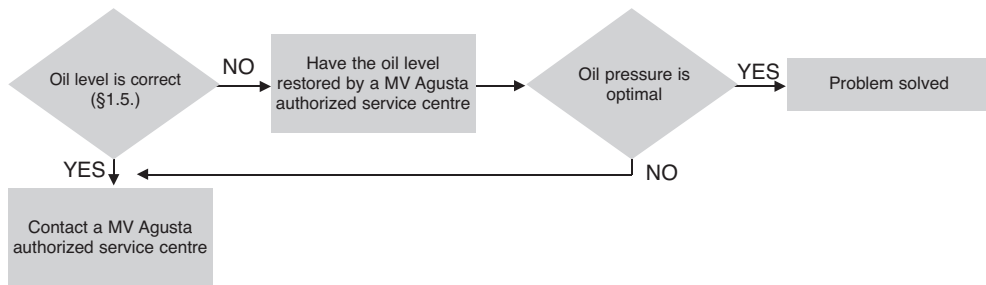 Oil level is correct
(§1.5.)
NO
Have the oil level
restored by a MV Agusta
authorized service centre
Oil pressure is
optimal
YES
Problem solved
YES
NO
Contact a MV Agusta
authorized service centre